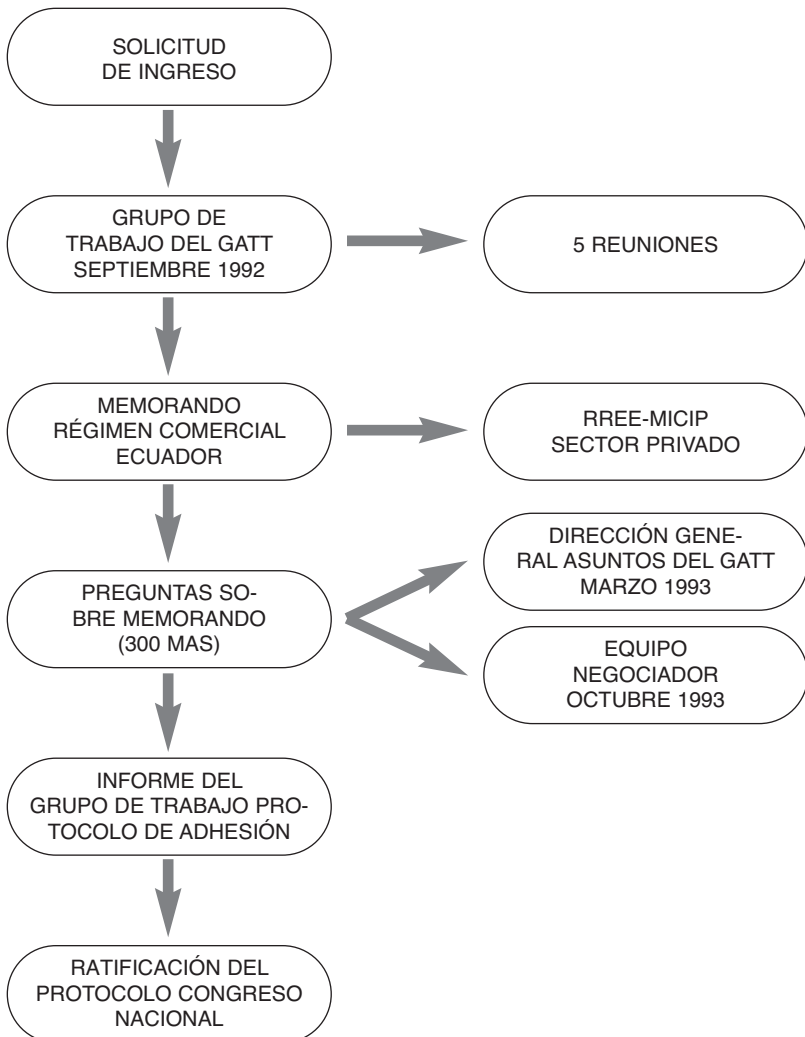 SOLICITUD
DE INGRESO
GRUPO DE
TRABAJO DEL GATT
SEPTIEMBRE 1992
5 REUNIONES
MEMORANDO
RÉGIMEN COMERCIAL
ECUADOR
RREE-MICIP
SECTOR PRIVADO
PREGUNTAS SO-
BRE MEMORANDO
(300 MAS)
DIRECCIÓN GENE-
RAL ASUNTOS DEL GATT
MARZO 1993
EQUIPO
NEGOCIADOR
OCTUBRE 1993
INFORME DEL
GRUPO DE TRABAJO PRO-
TOCOLO DE ADHESIÓN
RATIFICACIÓN DEL
PROTOCOLO CONGRESO
NACIONAL